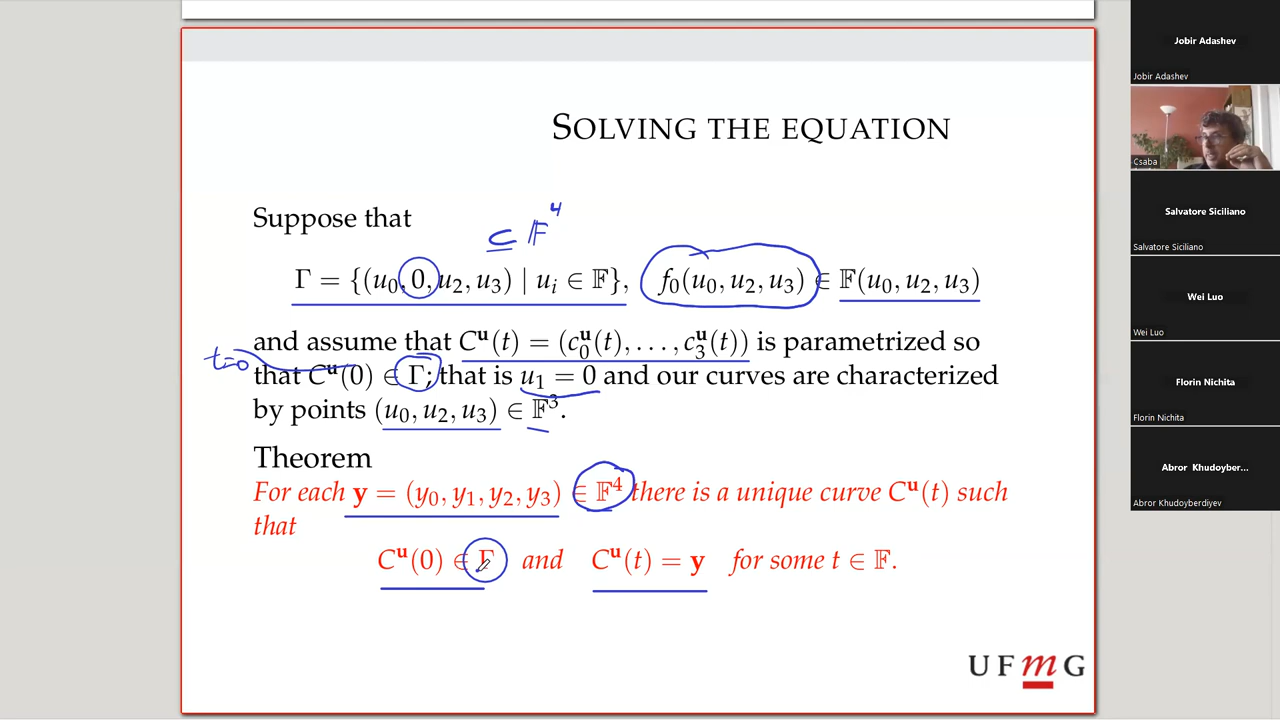 SOLVING THE EQUATION
Suppose that
⊆ 𝔽⁴
Γ = {(u₀, 0, u₂, u₃) | uᵢ ∈ 𝔽}, f₀(u₀, u₂, u₃) ∈ 𝔽(u₀, u₂, u₃)
and assume that Cᵘ(t) = (c₀ᵘ(t), . . . , c₃ᵘ(t)) is parametrized so
t=0
that Cᵘ(0) ∈ Γ; that is u₁ = 0 and our curves are characterized
by points (u₀, u₂, u₃) ∈ 𝔽³.
Theorem
For each y = (y₀, y₁, y₂, y₃) ∈ 𝔽⁴ there is a unique curve Cᵘ(t) such
that
Cᵘ(0) ∈ Γ and Cᵘ(t) = y for some t ∈ 𝔽.
UFmG
Jobir Adashev
Jobir Adashev
Csaba
Salvatore Siciliano
Salvatore Siciliano
Wei Luo
Wei Luo
Florin Nichita
Florin Nichita
Abror Khudoyber...
Abror Khudoyberdiyev